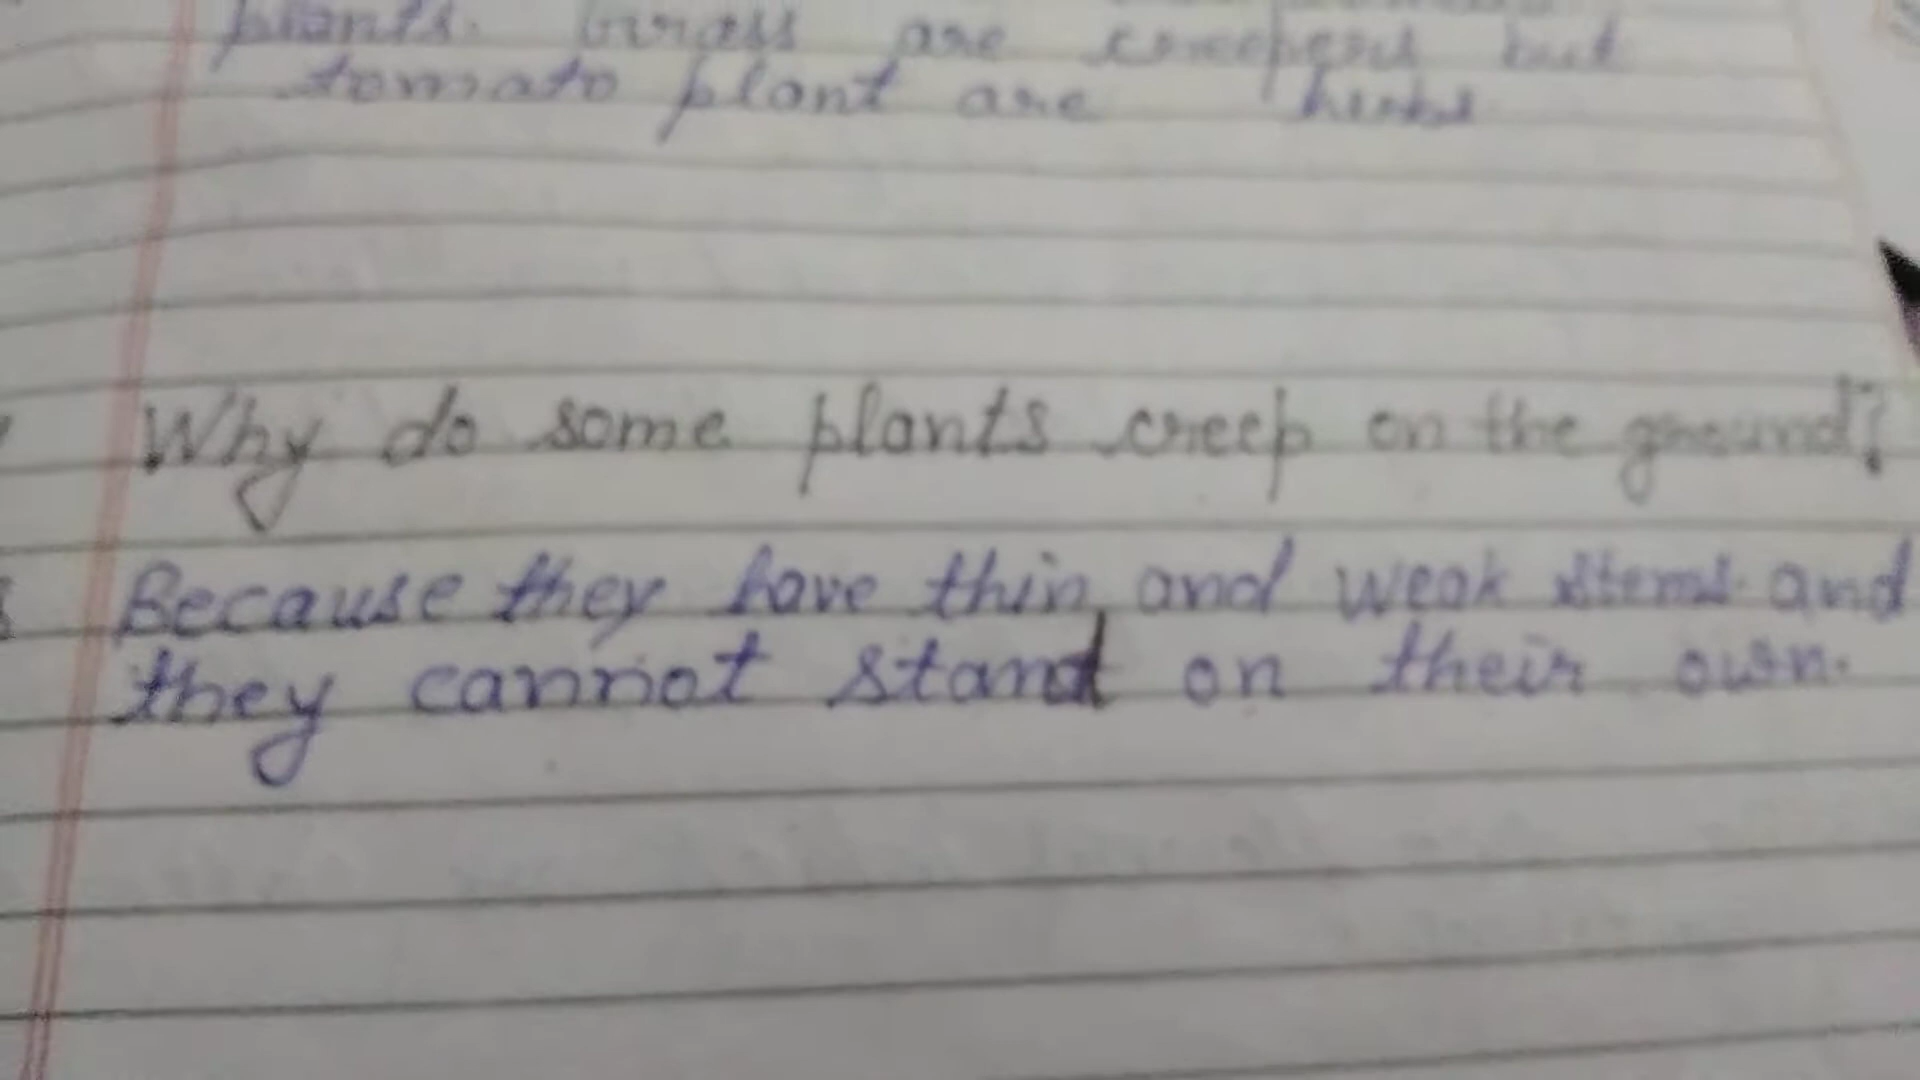 plants. Grass are creepers but
tomato plant are herbs
Why do some plants creep on the ground?
Because they have thin and weak stems and
they cannot stand on their own.